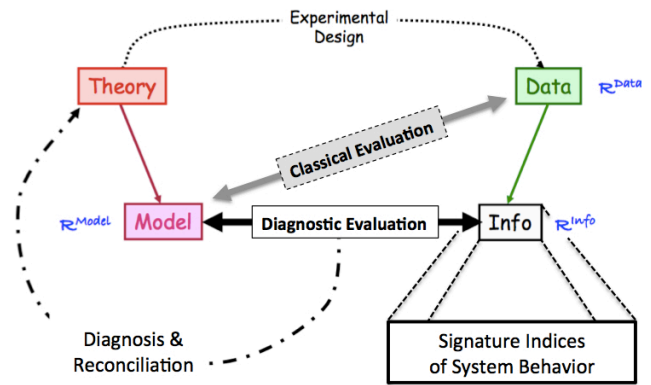 Experimental
Design
Theory
Data
R^Data
Classical Evaluation
R^Model
Model
Diagnostic Evaluation
Info
R^Info
Diagnosis &
Reconciliation
Signature Indices
of System Behavior